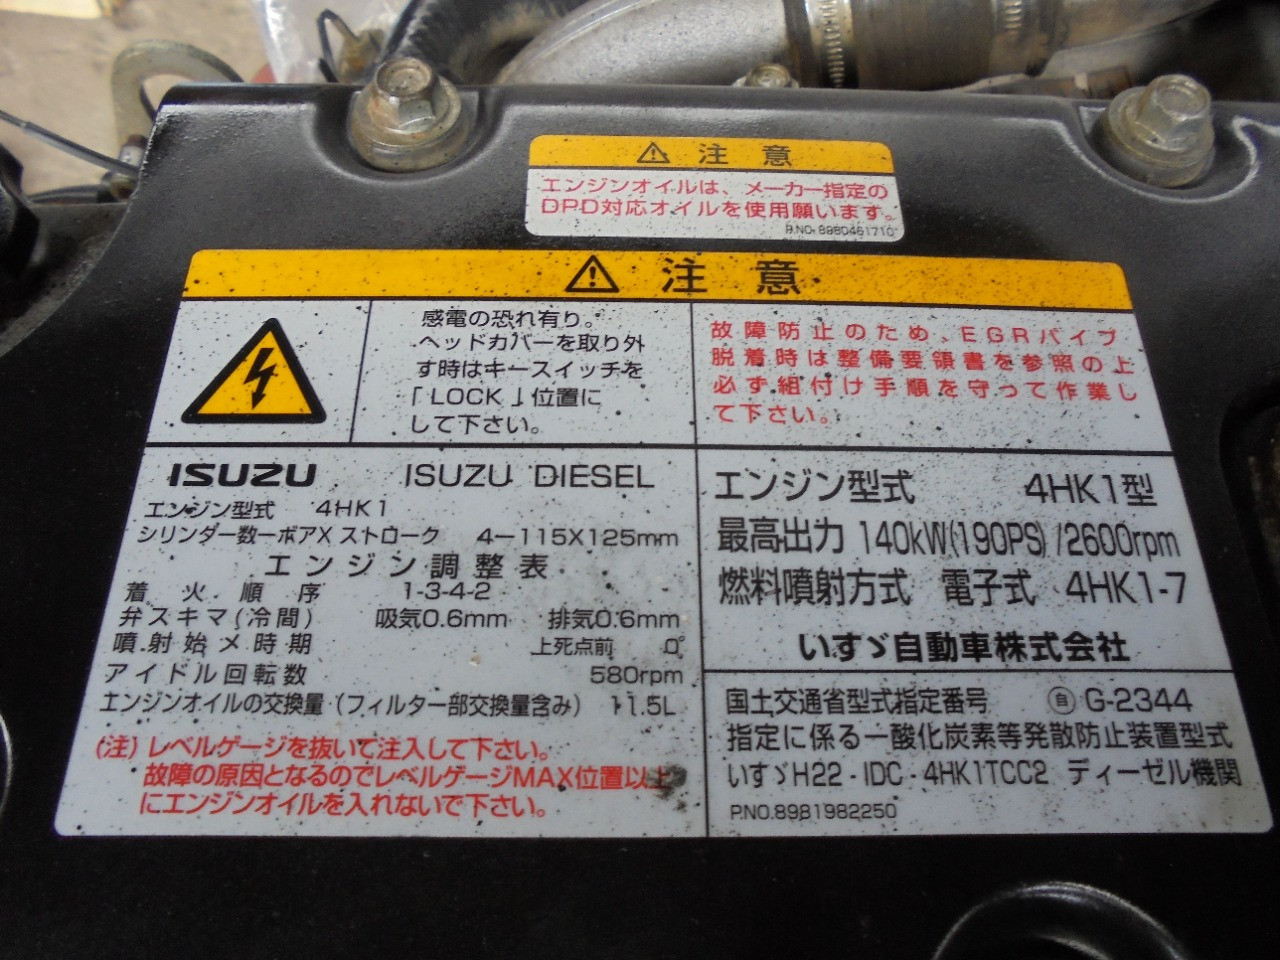 注意
エンジンオイルは、メーカー指定の
DPD対応オイルを使用願います。
P.NO. 8980461710
注意
感電の恐れ有り。
ヘッドカバーを取り外
す時はキースイッチを
「LOCK」位置に
して下さい。
故障防止のため、EGRパイプ
脱着時は整備要領書を参照の上
必ず組付け手順を守って作業し
て下さい。
ISUZU ISUZU DIESEL
エンジン型式 4HK1
シリンダー数ーボアXストローク 4ー115X125mm
エンジン調整表
着火順序 1-3-4-2
弁スキマ(冷間) 吸気0.6mm 排気0.6mm
噴射始メ時期 上死点前 0°
アイドル回転数 580rpm
エンジンオイルの交換量(フィルター部交換量含み) 11.5L
(注)レベルゲージを抜いて注入して下さい。
故障の原因となるのでレベルゲージMAX位置以上
にエンジンオイルを入れないで下さい。
エンジン型式 4HK1型
最高出力 140kW(190PS)/2600rpm
燃料噴射方式 電子式 4HK1-7
いすゞ自動車株式会社
国土交通省型式指定番号 ㉂ G-2344
指定に係る一酸化炭素等発散防止装置型式
いすゞH22-IDC-4HK1TCC2 ディーゼル機関
P.NO.8981982250